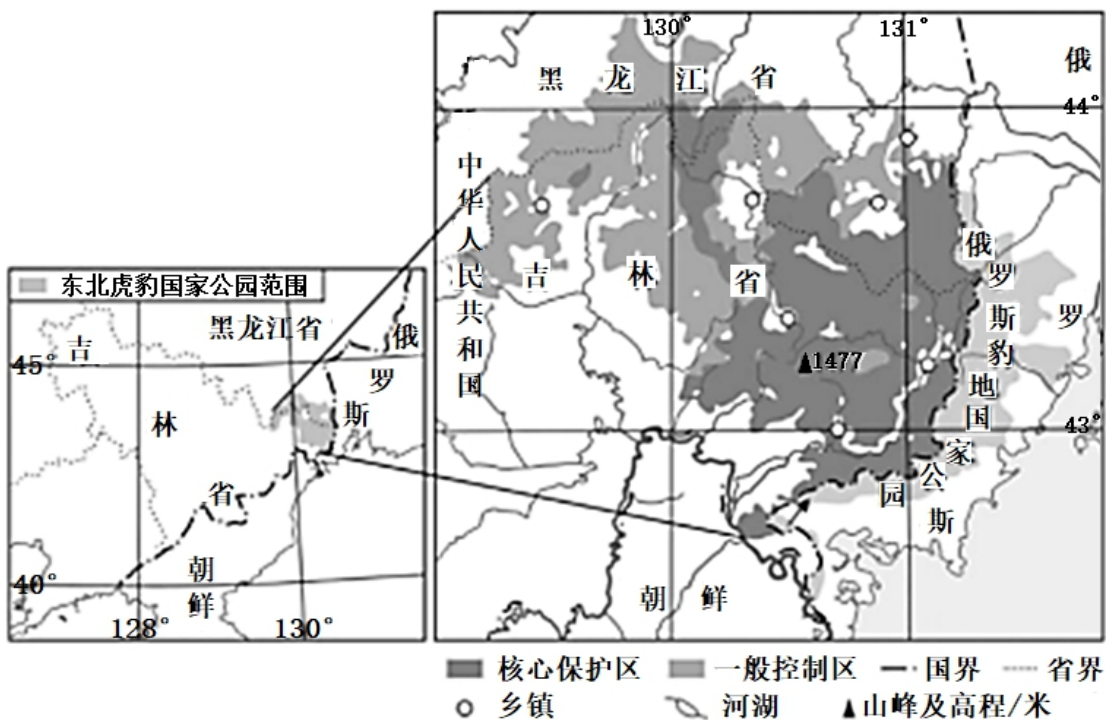 东北虎豹国家公园范围
黑龙江省
吉
林
省
俄
罗
斯
朝
鲜
45°
40°
128°
130°
130°
131°
44°
43°
黑龙江省
中华人民共和国
吉林省
俄
罗
斯
俄罗斯豹地国家公园
1477
朝鲜
核心保护区
一般控制区
国界
省界
乡镇
河湖
山峰及高程/米